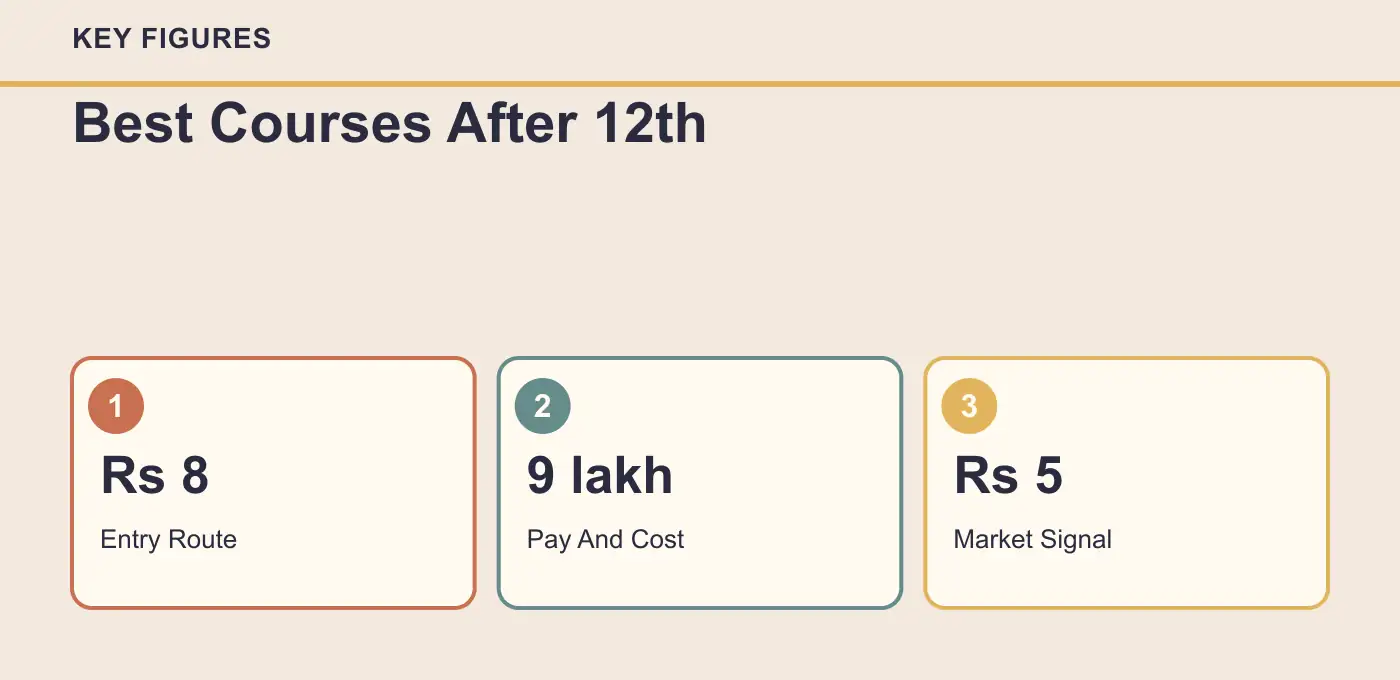 KEY FIGURES
Best Courses After 12th
1
Rs 8
Entry Route
2
9 lakh
Pay And Cost
3
Rs 5
Market Signal